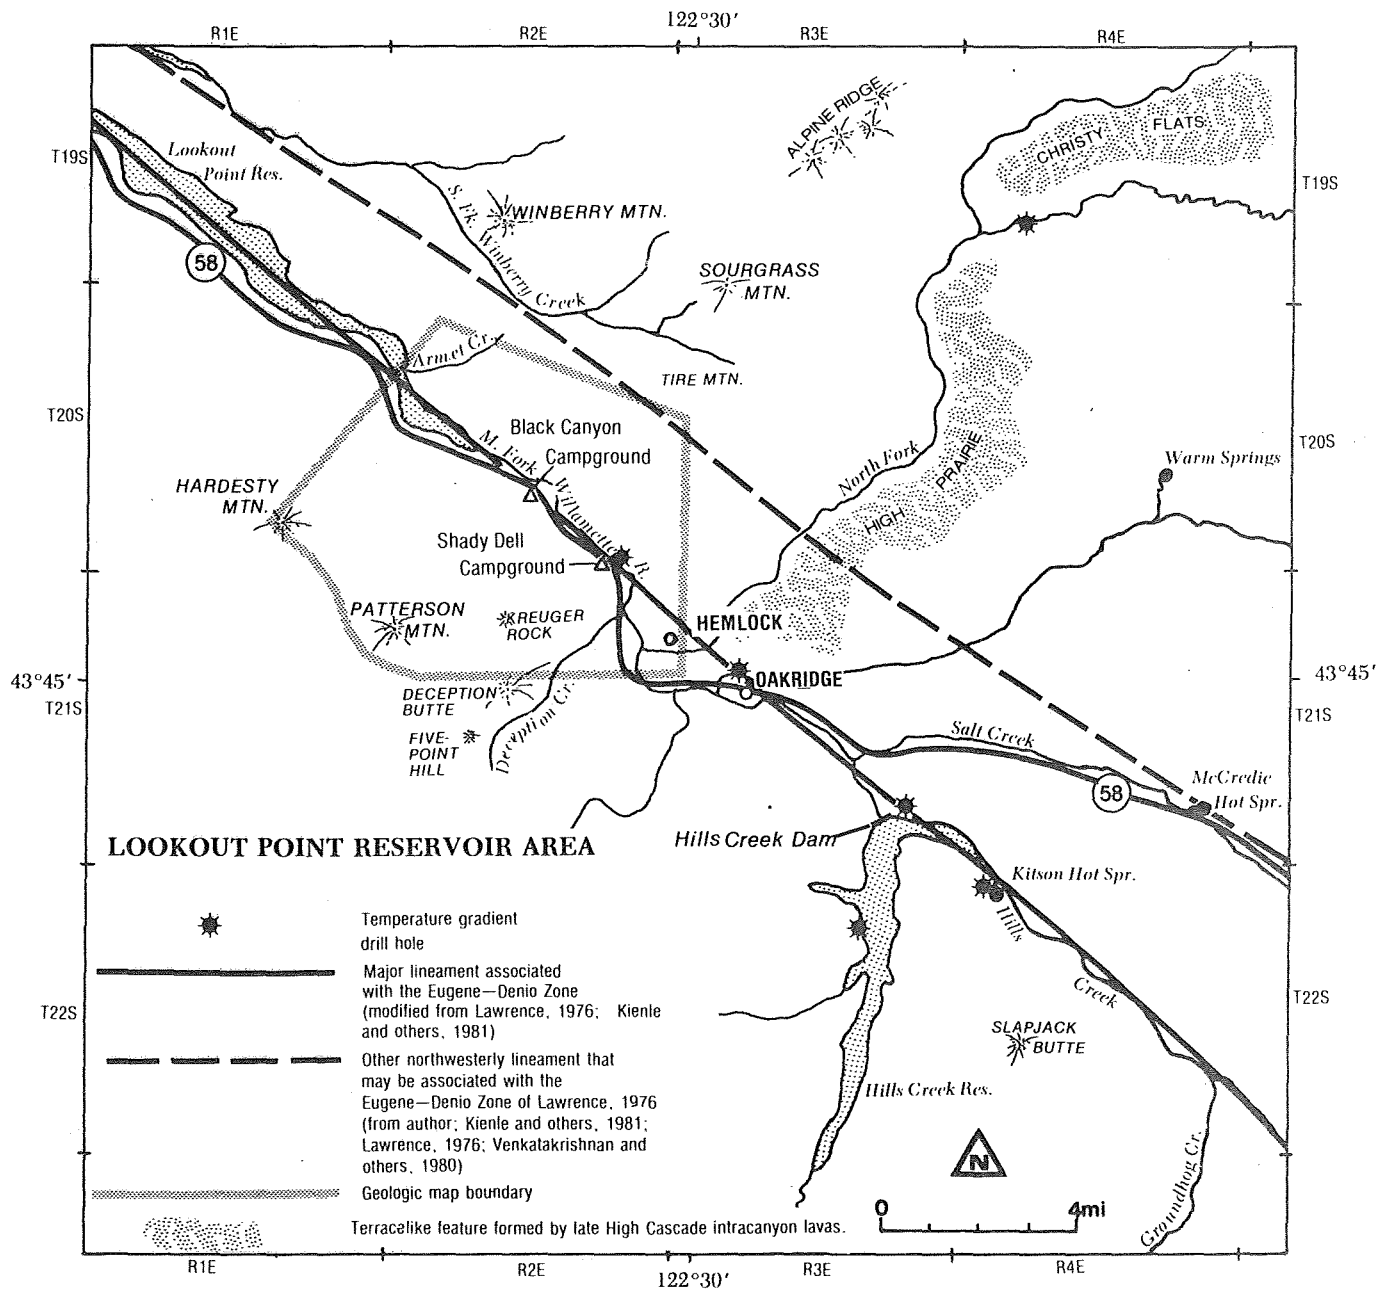 122°30′
R1E
R2E
R3E
R4E
ALPINE RIDGE
CHRISTY
FLATS
T19S
Lookout
Point Res.
T19S
S. Fk. Winberry
Creek
WINBERRY MTN.
58
SOURGRASS
MTN.
Armet Cr.
TIRE MTN.
T20S
Black Canyon
Campground
M. Fork
Willamette R.
North Fork
HIGH
PRAIRIE
T20S
Warm Springs
HARDESTY
MTN.
Shady Dell
Campground
PATTERSON
MTN.
KREUGER
ROCK
HEMLOCK
43°45′
OAKRIDGE
43°45′
T21S
DECEPTION
BUTTE
Deception Cr.
T21S
FIVE-
POINT
HILL
Salt Creek
58
McCredie
Hot Spr.
LOOKOUT POINT RESERVOIR AREA
Hills Creek Dam
Kitson Hot Spr.
Hills
Creek
Temperature gradient
drill hole
Major lineament associated
with the Eugene—Denio Zone
(modified from Lawrence, 1976; Kienle
and others, 1981)
T22S
T22S
SLAPJACK
BUTTE
Other northwesterly lineament that
may be associated with the
Eugene—Denio Zone of Lawrence, 1976
(from author; Kienle and others, 1981;
Lawrence, 1976; Venkatakrishnan and
others, 1980)
Hills Creek Res.
N
Groundhog Cr.
Geologic map boundary
0
4mi
Terracelike feature formed by late High Cascade intracanyon lavas.
R1E
R2E
122°30′
R3E
R4E